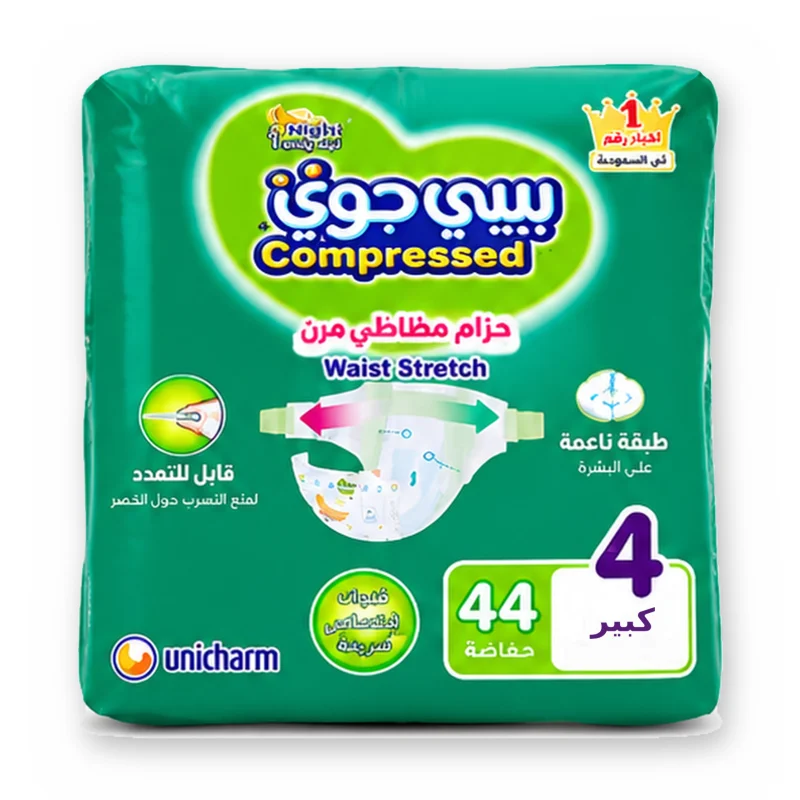 Night
1
اختيار رقم
في السعودية
بيبي جوي
Compressed
حزام مطاطي مرن
Waist Stretch
قابل للتمدد
لمنع التسرب حول الخصر
طبقة ناعمة
على البشرة
44
حفاضة
4
كبير
unicharm